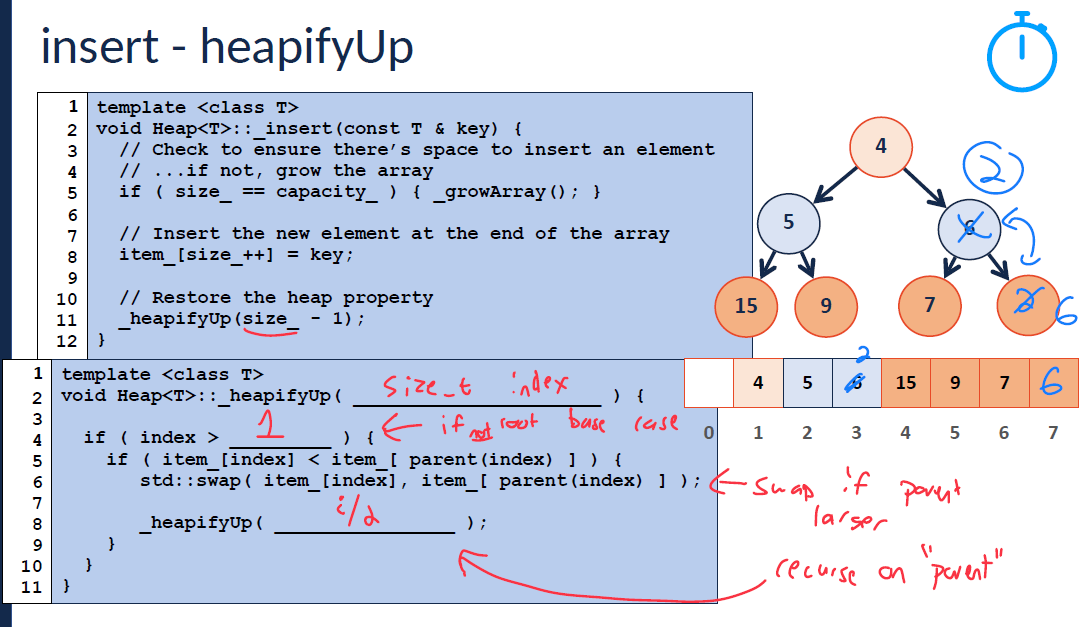 insert - heapifyUp
1 template <class T>
2 void Heap<T>::_insert(const T & key) {
3 // Check to ensure there’s space to insert an element
4 // ...if not, grow the array
5 if ( size_ == capacity_ ) { _growArray(); }
6
7 // Insert the new element at the end of the array
8 item_[size_++] = key;
9
10 // Restore the heap property
11 _heapifyUp(size_ - 1);
12 }
4
2
5
6
15 9 7 2 6
2
4 5 6 15 9 7 6
0 1 2 3 4 5 6 7
1 template <class T>
2 void Heap<T>::_heapifyUp( size_t index ) {
3
4 if ( index > 1 ) { if not root base case
5 if ( item_[index] < item_[ parent(index) ] ) {
6 std::swap( item_[index], item_[ parent(index) ] ); swap if parent
larger
7
8 _heapifyUp( i/2 );
9 }
10 }
11 }
recurse on "parent"